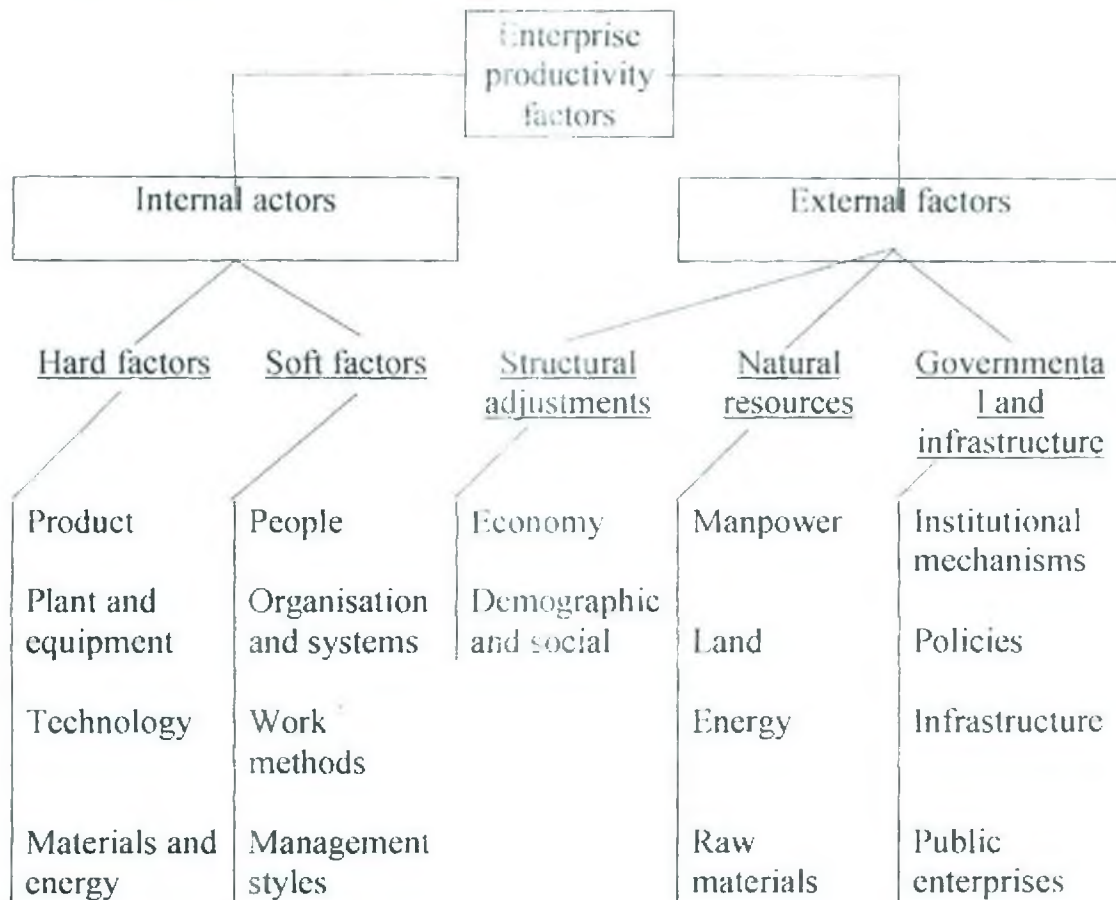 Enterprise
productivity
factors
Internal actors
External factors
Hard factors
Soft factors
Structural
adjustments
Natural
resources
Governmenta
l and
infrastructure
Product
Plant and
equipment
Technology
Materials and
energy
People
Organisation
and systems
Work
methods
Management
styles
Economy
Demographic
and social
Manpower
Land
Energy
Raw
materials
Institutional
mechanisms
Policies
Infrastructure
Public
enterprises